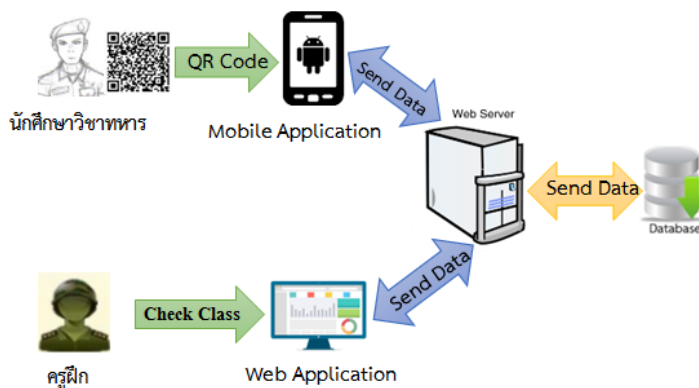 QR Code
Send Data
นักศึกษาวิชาทหาร
Mobile Application
Web Server
Send Data
Database
Send Data
Check Class
ครูฝึก
Web Application